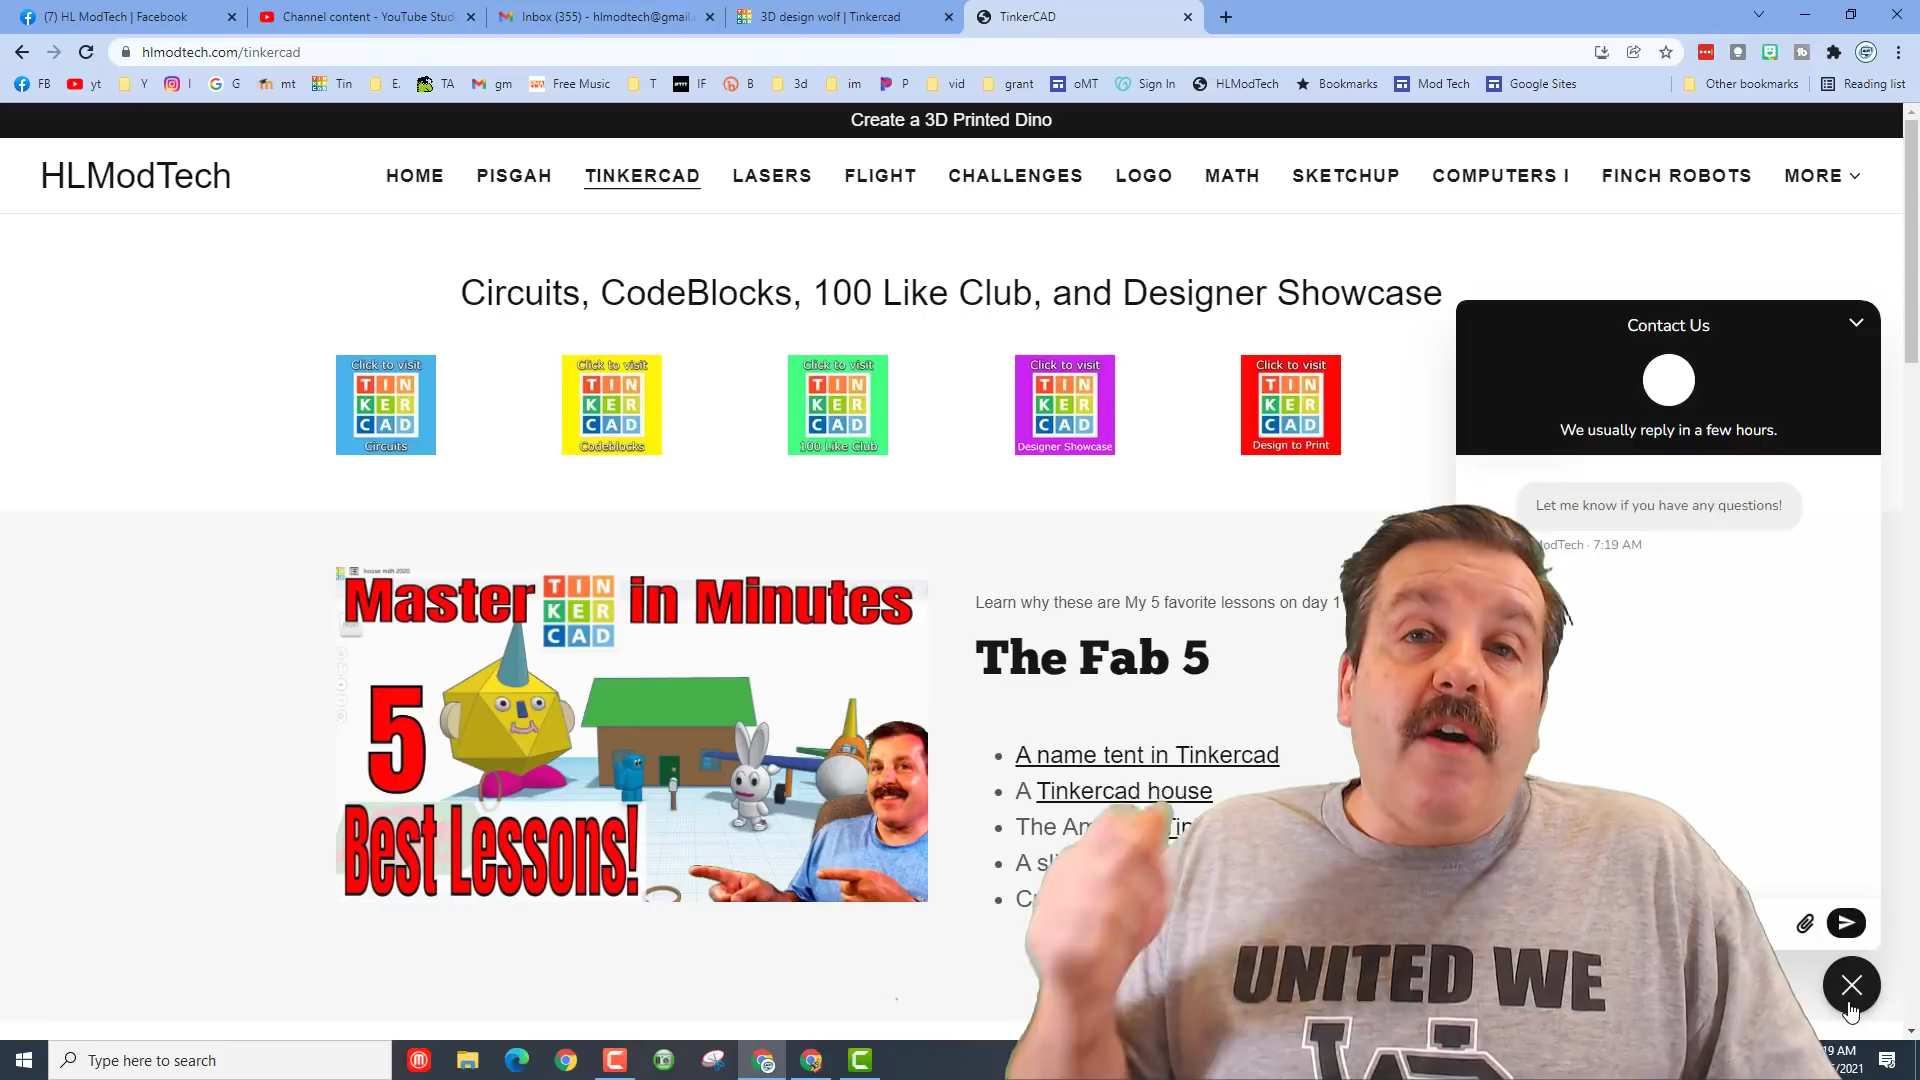 (7) HL ModTech | Facebook
Channel content - YouTube Stud
Inbox (355) - hlmodtech@gmail.
3D design wolf | Tinkercad
TinkerCAD
hlmodtech.com/tinkercad
FB yt Y I G mt Tin E. TA gm Free Music T IF B 3d im P vid grant oMT Sign In HLModTech Bookmarks Mod Tech Google Sites Other bookmarks Reading list
Create a 3D Printed Dino
HLModTech
HOME PISGAH TINKERCAD LASERS FLIGHT CHALLENGES LOGO MATH SKETCHUP COMPUTERS I FINCH ROBOTS MORE
Circuits, CodeBlocks, 100 Like Club, and Designer Showcase
Click to visit
TIN
KER
CAD
Circuits
Click to visit
TIN
KER
CAD
Codeblocks
Click to visit
TIN
KER
CAD
100 Like Club
Click to visit
TIN
KER
CAD
Designer Showcase
Click to visit
TIN
KER
CAD
Design to Print
Contact Us
We usually reply in a few hours.
Let me know if you have any questions!
ModTech · 7:19 AM
house mdh 2020
Master TIN KER CAD in Minutes
5
Best Lessons!
Learn why these are My 5 favorite lessons on day 1
The Fab 5
A name tent in Tinkercad
A Tinkercad house
The
A
UNITED WE
Type here to search
19 AM
/2021